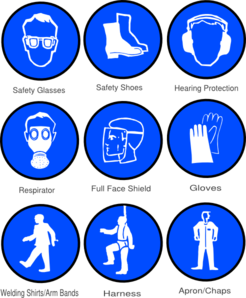 Safety Glasses
Safety Shoes
Hearing Protection
Respirator
Full Face Shield
Gloves
Welding Shirts/Arm Bands
Harness
Apron/Chaps